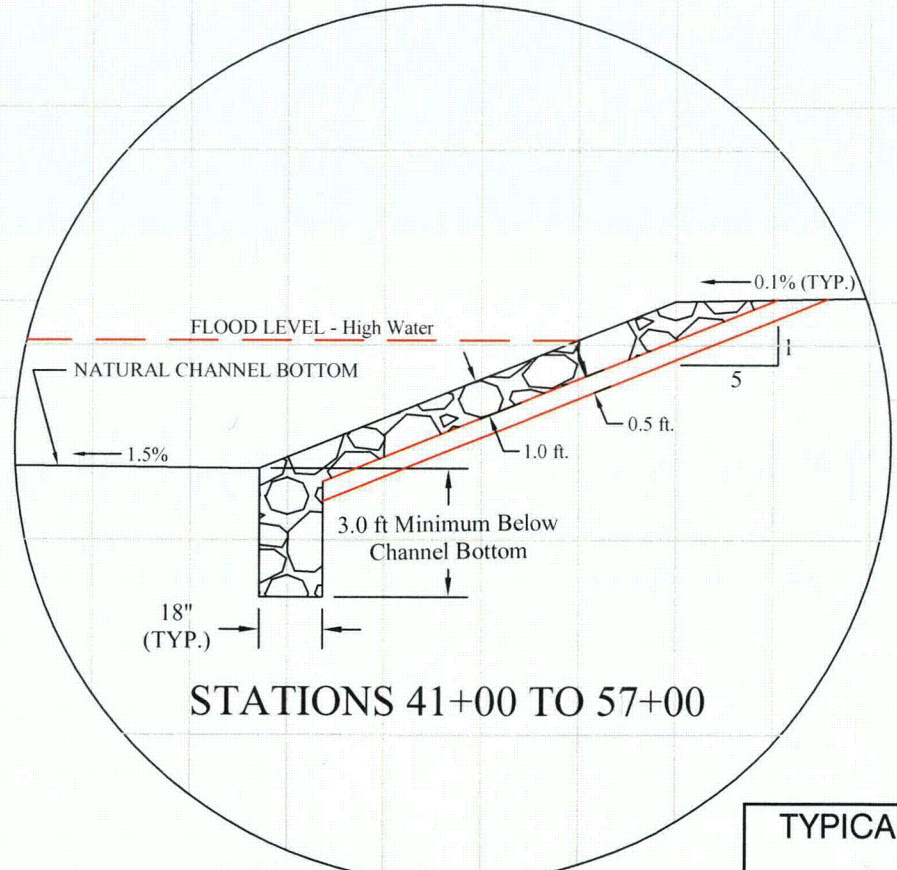 0.1% (TYP.)
FLOOD LEVEL - High Water
1
5
NATURAL CHANNEL BOTTOM
0.5 ft.
1.0 ft.
1.5%
3.0 ft Minimum Below
Channel Bottom
18"
(TYP.)
STATIONS 41+00 TO 57+00
TYPICA